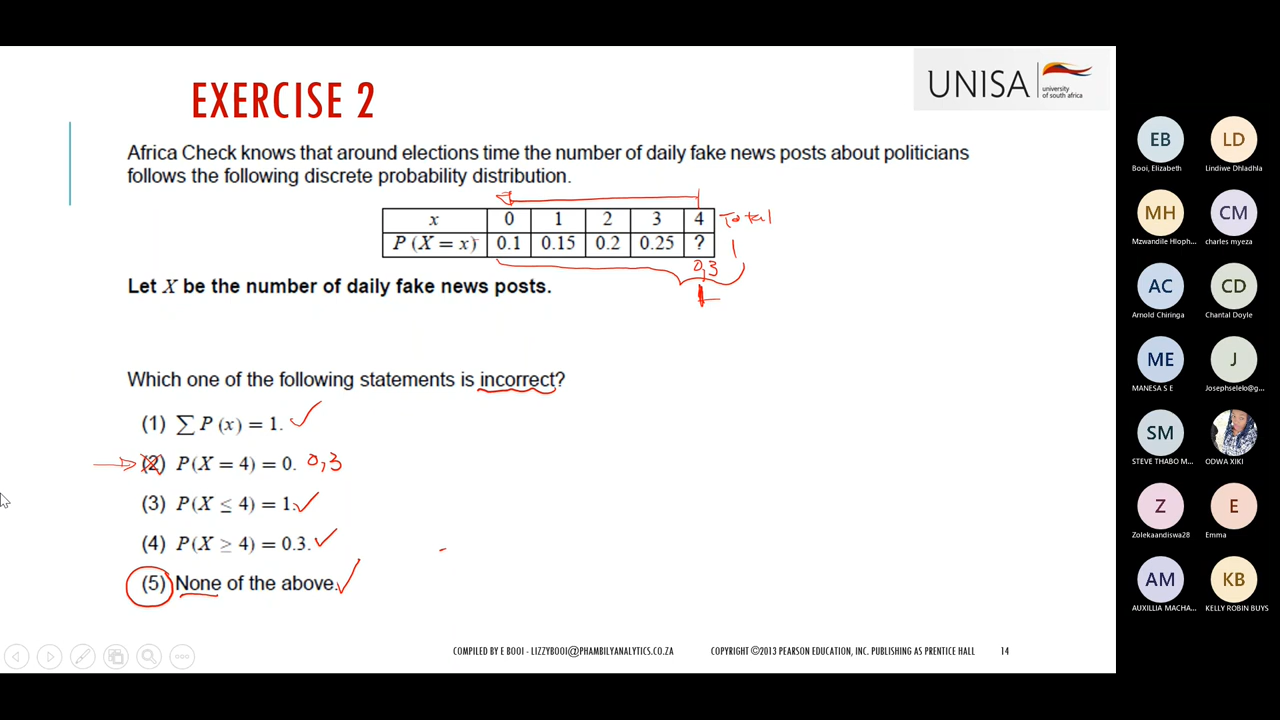 EXERCISE 2
UNISA
university
of south africa
Africa Check knows that around elections time the number of daily fake news posts about politicians
follows the following discrete probability distribution.
x 0 1 2 3 4 Total
P (X = x) 0.1 0.15 0.2 0.25 ? 1
0,3
Let X be the number of daily fake news posts.
Which one of the following statements is incorrect?
(1) ∑ P (x) = 1.
(2) P(X = 4) = 0. 0,3
(3) P(X ≤ 4) = 1.
(4) P(X ≥ 4) = 0.3.
(5) None of the above.
COMPILED BY E BOOI - LIZZYBOOI@PHAMBILYANALYTICS.CO.ZA COPYRIGHT ©2013 PEARSON EDUCATION, INC. PUBLISHING AS PRENTICE HALL 14
EB LD
Booi, Elizabeth Lindiwe Dhladhla
MH CM
Mzwandile Hloph... charles myeza
AC CD
Arnold Chiringa Chantal Doyle
ME J
MANESA S E Josephselelo@g...
SM
STEVE THABO M... ODWA XIKI
Z E
Zolekaandiswa28 Emma
AM KB
AUXILLIA MACHA... KELLY ROBIN BUYS